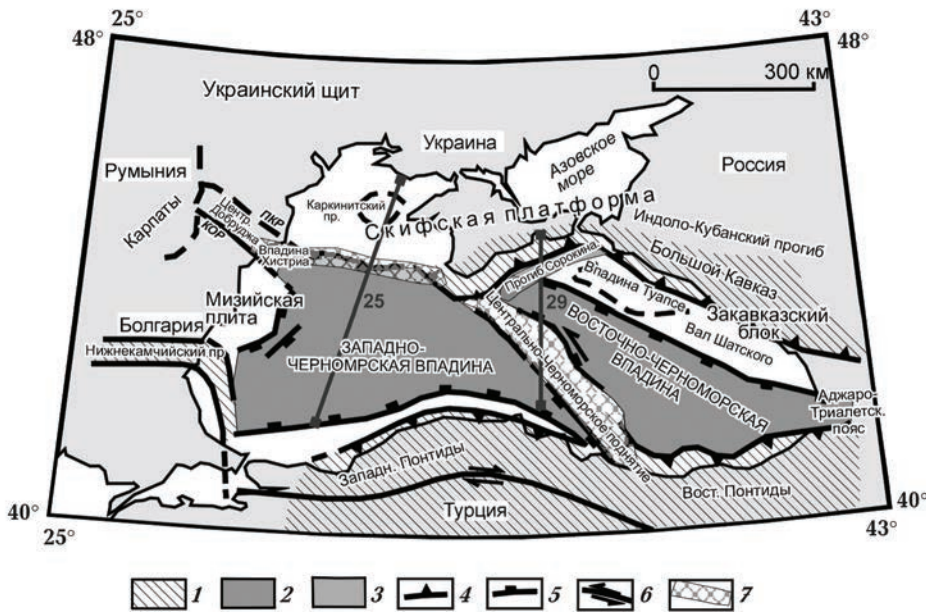 25°
43°
48°
48°
0 300 км
Украинский щит
Украина
Россия
Азовское
море
Румыния
Карпаты
Центр.
Добруджа
ПКР
КОР
Каркинитский
пр.
Скифская платформа
Индоло-Кубанский прогиб
Большой Кавказ
Впадина
Хистриа
Прогиб Сорокина
Впадина Туапсе
Закавказский
блок
Вал Шатского
Мизийская
плита
25
29
Болгария
Нижнекамчийский пр.
ЗАПАДНО-
ЧЕРНОМРСКАЯ ВПАДИНА
Центрально-черноморское поднятие
ВОСТОЧНО-ЧЕРНОМОРСКАЯ
ВПАДИНА
Аджаро-
Триалетск.
пояс
Западн. Понтиды
Вост. Понтиды
Турция
40°
40°
25°
43°
1 2 3 4 5 6 7